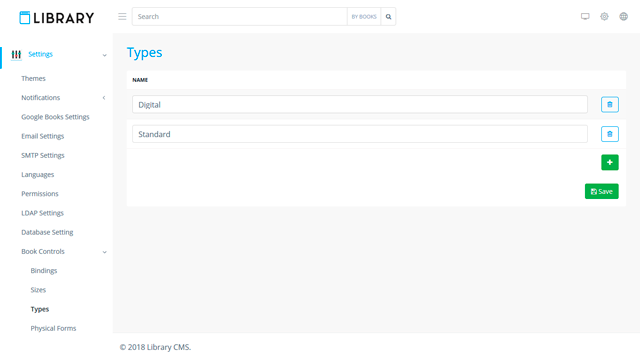 LIBRARY
Search
BY BOOKS
Settings
Themes
Notifications
Google Books Settings
Email Settings
SMTP Settings
Languages
Permissions
LDAP Settings
Database Setting
Book Controls
Bindings
Sizes
Types
Physical Forms
Types
NAME
Digital
Standard
Save
© 2018 Library CMS.